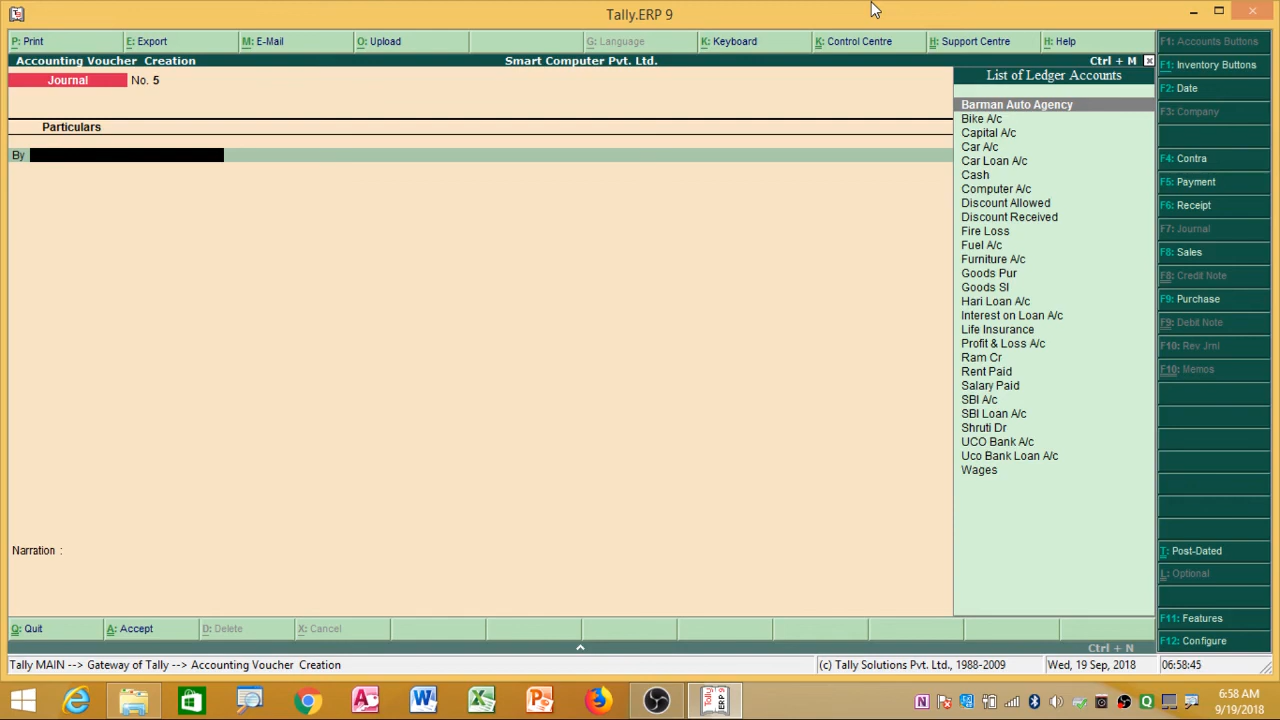 Tally.ERP 9
P: Print
E: Export
M: E-Mail
O: Upload
G: Language
K: Keyboard
K: Control Centre
H: Support Centre
H: Help
F1: Accounts Buttons
Accounting Voucher Creation
Smart Computer Pvt. Ltd.
Ctrl + M
F1: Inventory Buttons
Journal
No. 5
List of Ledger Accounts
F2: Date
Barman Auto Agency
F3: Company
Bike A/c
Particulars
Capital A/c
Car A/c
By
F4: Contra
Car Loan A/c
Cash
F5: Payment
Computer A/c
Discount Allowed
F6: Receipt
Discount Received
Fire Loss
F7: Journal
Fuel A/c
F8: Sales
Furniture A/c
Goods Pur
F8: Credit Note
Goods Sl
Hari Loan A/c
F9: Purchase
Interest on Loan A/c
F9: Debit Note
Life Insurance
Profit & Loss A/c
F10: Rev Jrnl
Ram Cr
Rent Paid
F10: Memos
Salary Paid
SBI A/c
SBI Loan A/c
Shruti Dr
UCO Bank A/c
Uco Bank Loan A/c
Wages
Narration :
T: Post-Dated
L: Optional
F11: Features
Q: Quit
A: Accept
D: Delete
X: Cancel
F12: Configure
Ctrl + N
Tally MAIN --> Gateway of Tally --> Accounting Voucher Creation
(c) Tally Solutions Pvt. Ltd., 1988-2009
Wed, 19 Sep, 2018
06:58:45
6:58 AM
9/19/2018